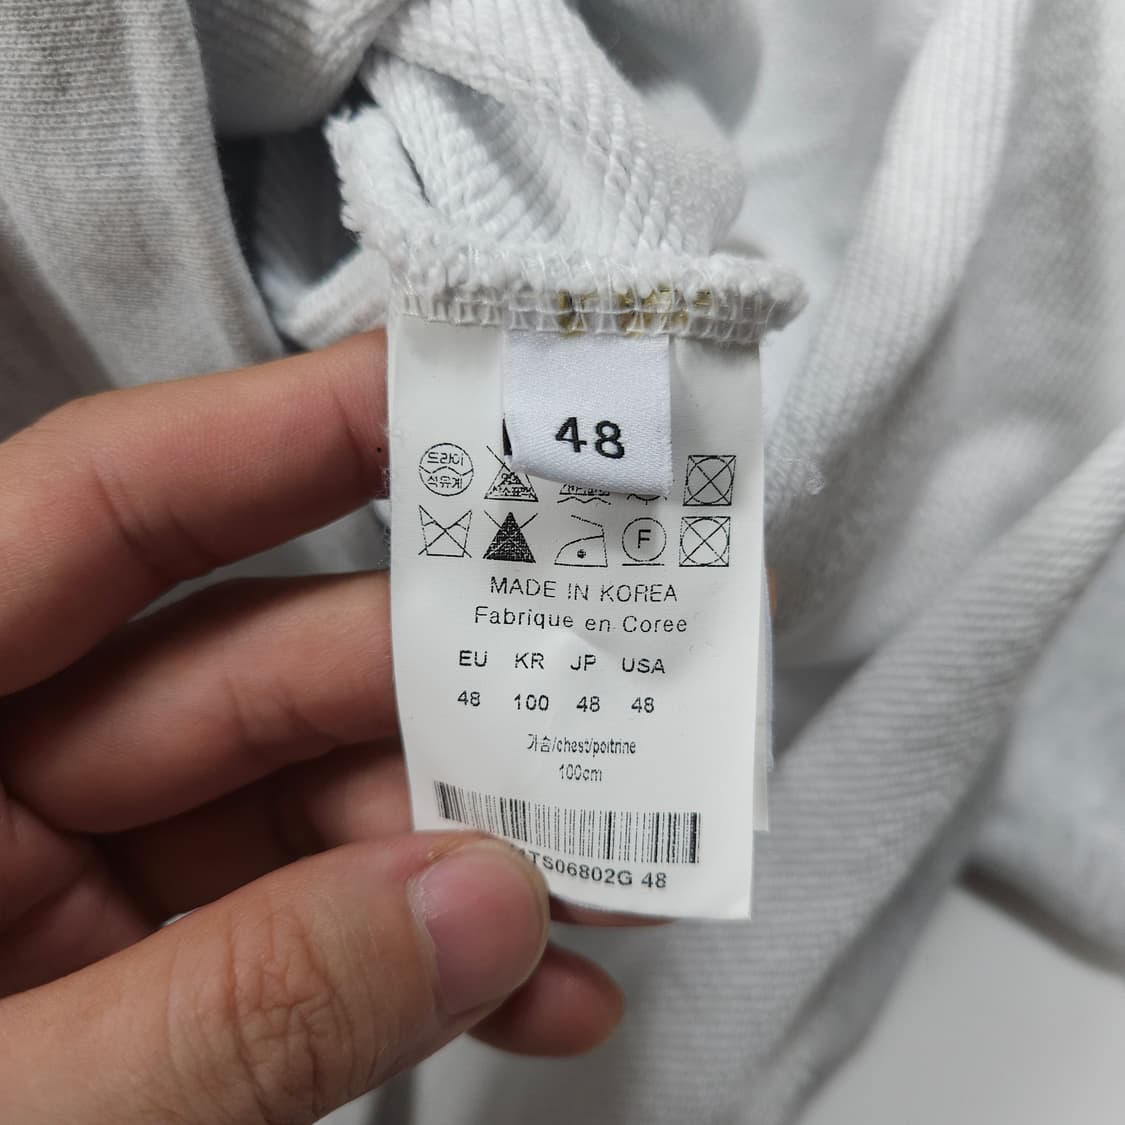 48
드라이
석유계
F
MADE IN KOREA
Fabrique en Coree
EU KR JP USA
48 100 48 48
가슴/chest/poitrine
100cm
TS06802G 48